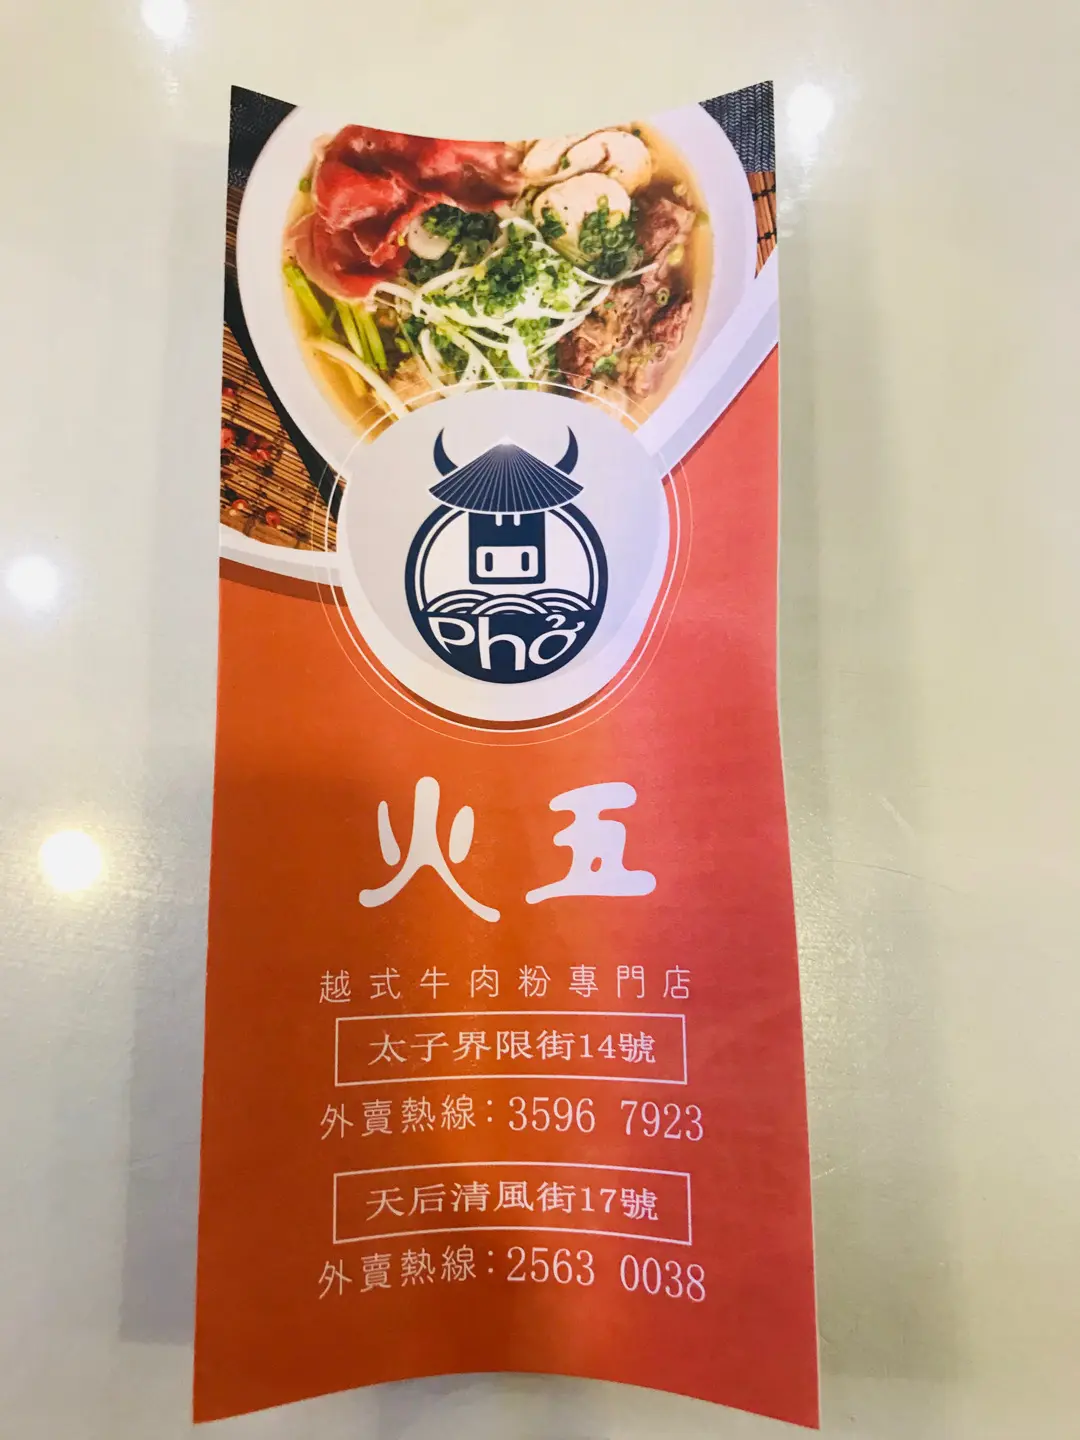 Phở
火五
越式牛肉粉專門店
太子界限街14號
外賣熱線:3596 7923
天后清風街17號
外賣熱線:2563 0038